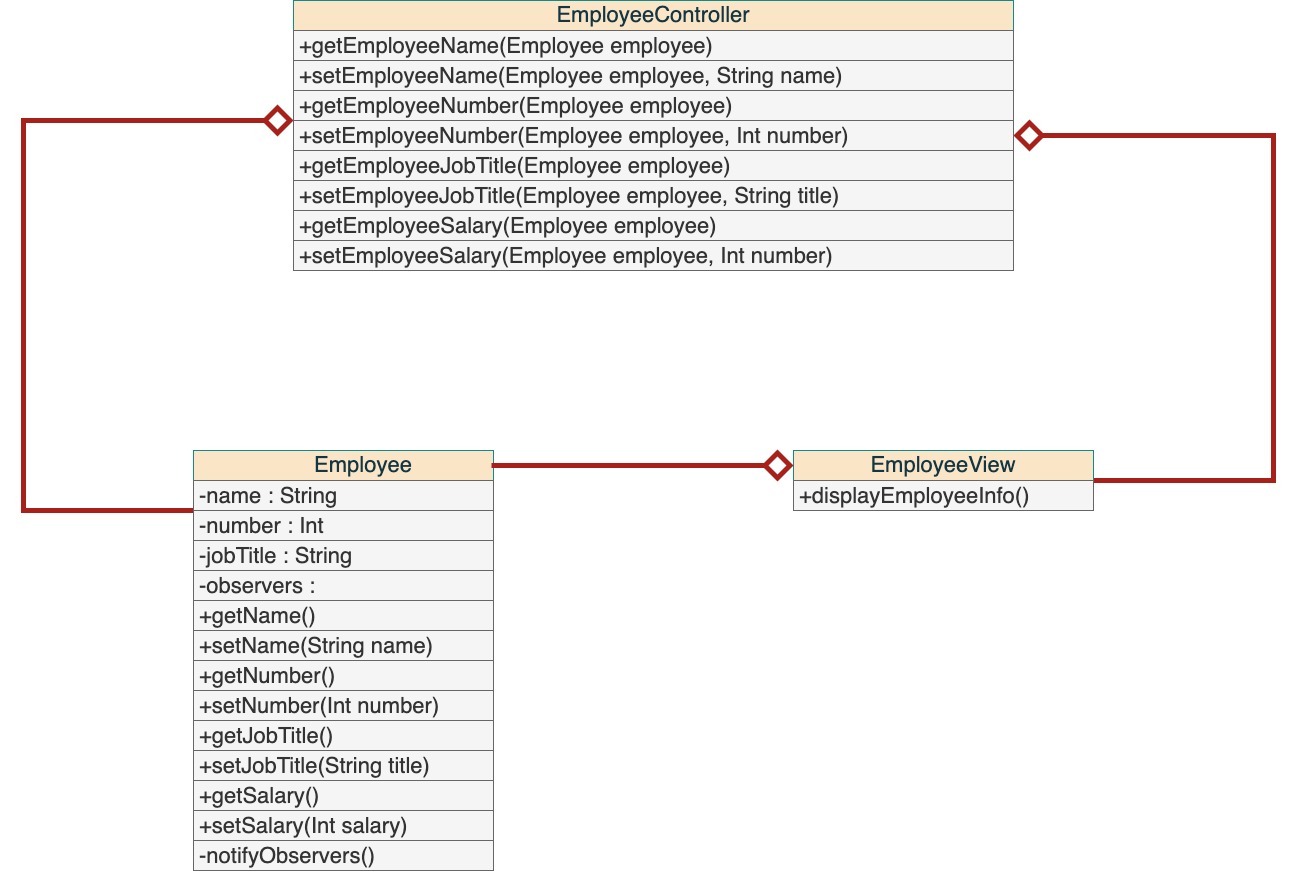 EmployeeController
+getEmployeeName(Employee employee)
+setEmployeeName(Employee employee, String name)
+getEmployeeNumber(Employee employee)
+setEmployeeNumber(Employee employee, Int number)
+getEmployeeJobTitle(Employee employee)
+setEmployeeJobTitle(Employee employee, String title)
+getEmployeeSalary(Employee employee)
+setEmployeeSalary(Employee employee, Int number)
Employee
-name : String
-number : Int
-jobTitle : String
-observers :
+getName()
+setName(String name)
+getNumber()
+setNumber(Int number)
+getJobTitle()
+setJobTitle(String title)
+getSalary()
+setSalary(Int salary)
-notifyObservers()
EmployeeView
+displayEmployeeInfo()